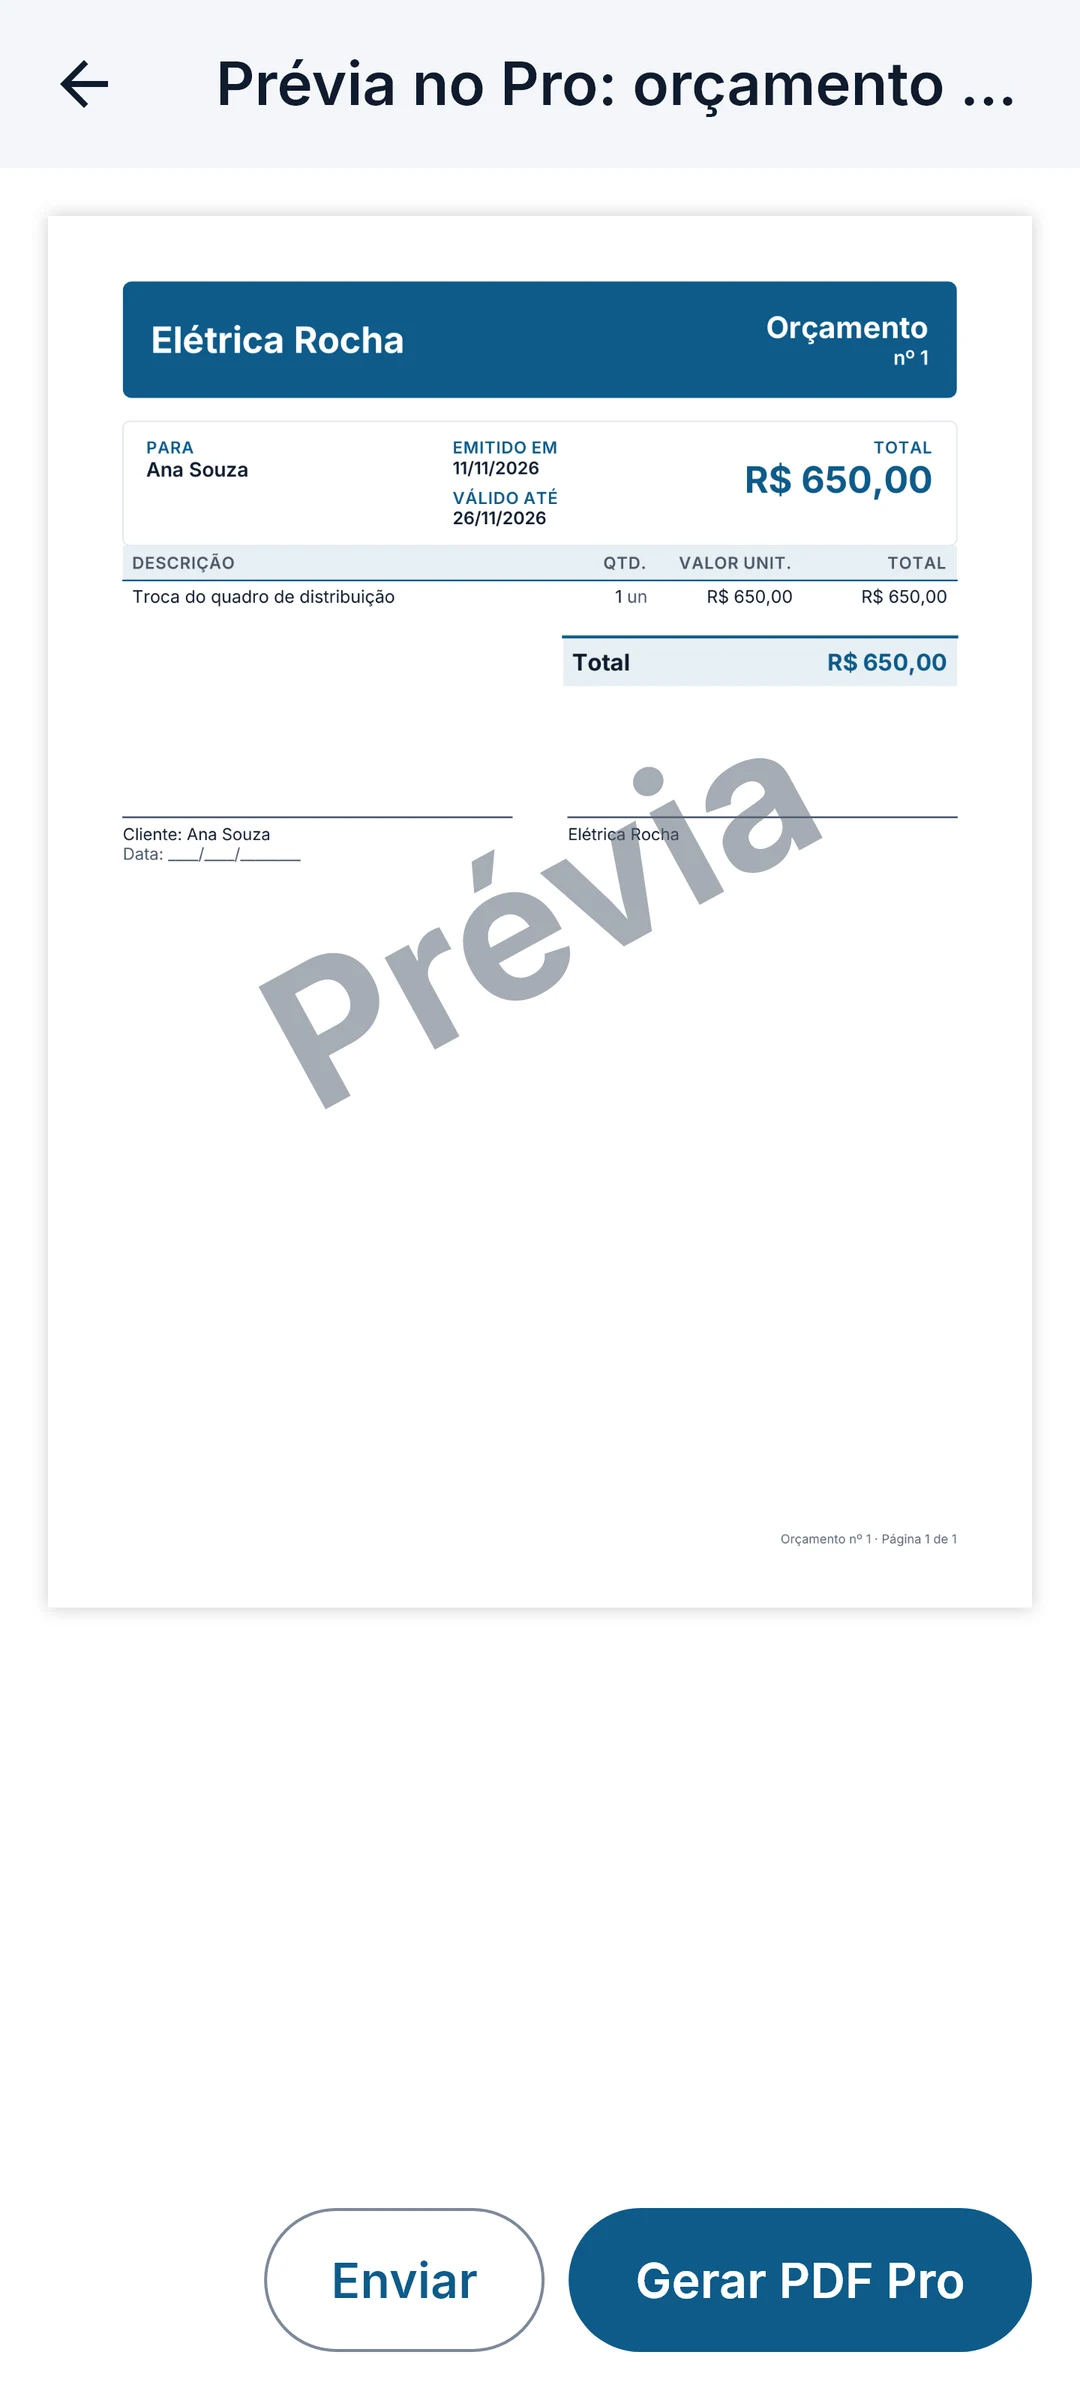 Prévia no Pro: orçamento ...
Elétrica Rocha
Orçamento
nº 1
PARA
Ana Souza
EMITIDO EM
11/11/2026
VÁLIDO ATÉ
26/11/2026
TOTAL
R$ 650,00
DESCRIÇÃO QTD. VALOR UNIT. TOTAL
Troca do quadro de distribuição 1 un R$ 650,00 R$ 650,00
Total R$ 650,00
Cliente: Ana Souza
Data: ____/____/________
Elétrica Rocha
Prévia
Orçamento nº 1 · Página 1 de 1
Enviar
Gerar PDF Pro